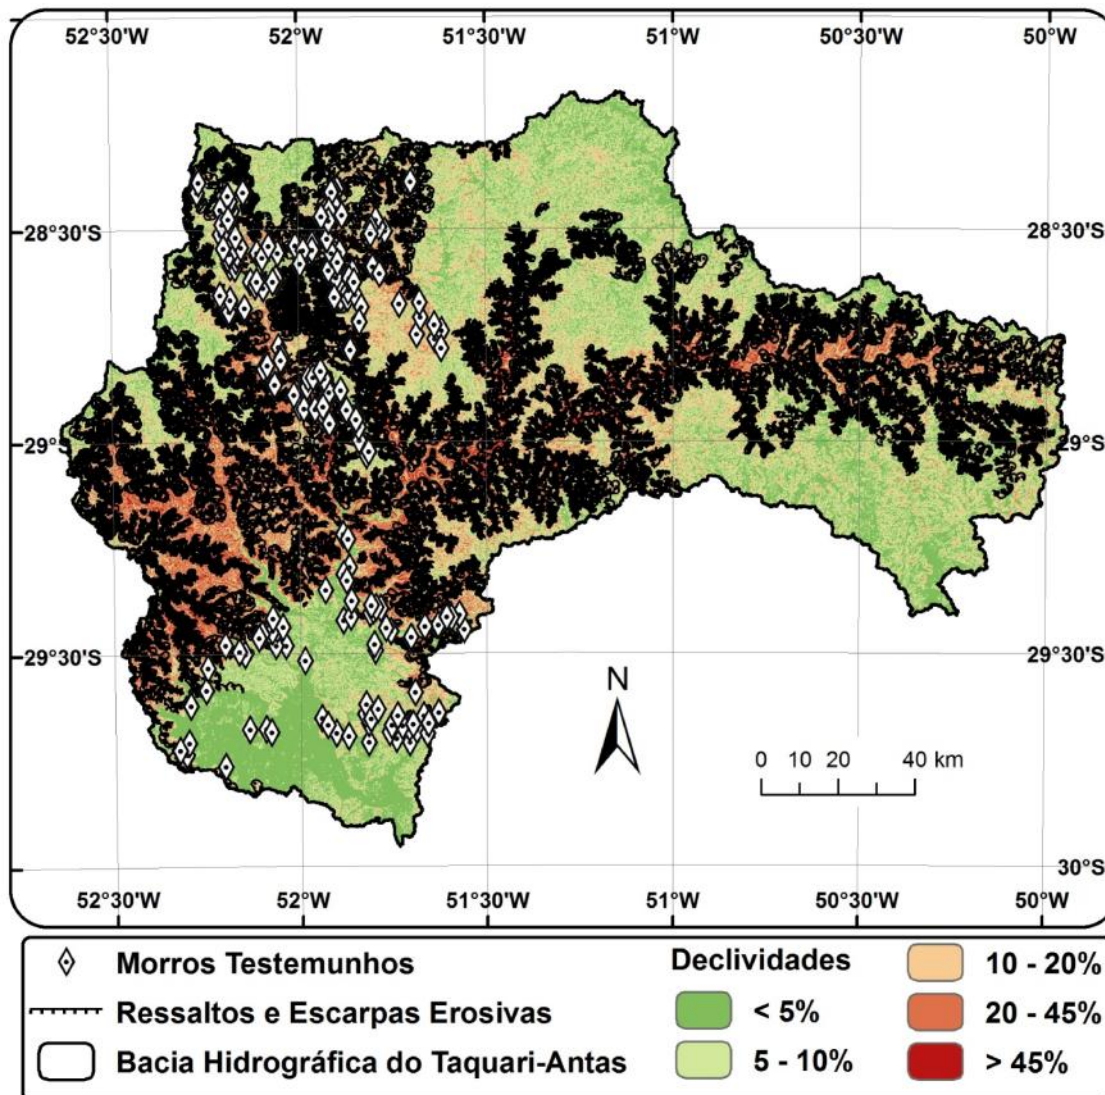 52°30'W 52°W 51°30'W 51°W 50°30'W 50°W
28°30'S 28°30'S
29°S 29°S
29°30'S 29°30'S
N
0 10 20 40 km
30°S
52°30'W 52°W 51°30'W 51°W 50°30'W 50°W
Morros Testemunhos
Ressaltos e Escarpas Erosivas
Bacia Hidrográfica do Taquari-Antas
Declividades
< 5%
5 - 10%
10 - 20%
20 - 45%
> 45%